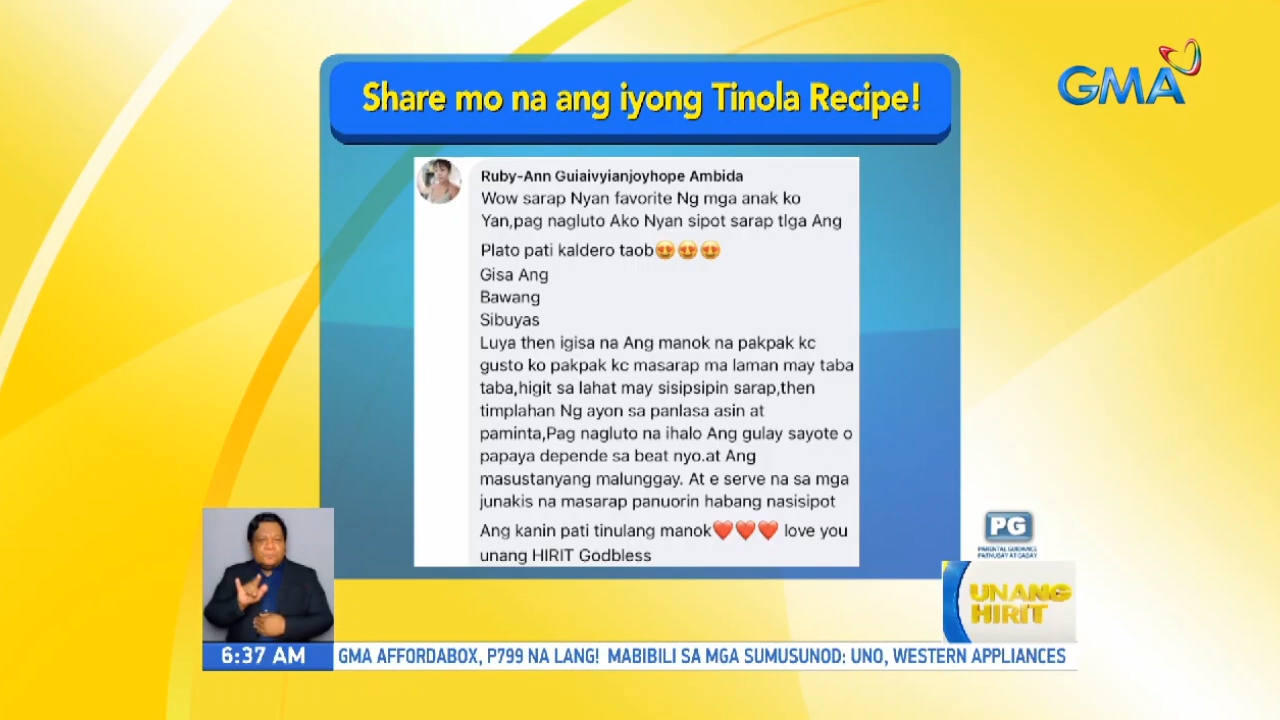 Share mo na ang iyong Tinola Recipe!
GMA
Ruby-Ann Guiaivyianjoyhope Ambida
Wow sarap Nyan favorite Ng mga anak ko
Yan,pag nagluto Ako Nyan sipot sarap tlga Ang
Plato pati kaldero taob😍😍😍
Gisa Ang
Bawang
Sibuyas
Luya then igisa na Ang manok na pakpak kc
gusto ko pakpak kc masarap ma laman may taba
taba,higit sa lahat may sisipsipin sarap,then
timplahan Ng ayon sa panlasa asin at
paminta,Pag nagluto na ihalo Ang gulay sayote o
papaya depende sa beat nyo.at Ang
masustanyang malunggay. At e serve na sa mga
junakis na masarap panuorin habang nasisipot
Ang kanin pati tinulang manok❤️❤️❤️ love you
unang HIRIT Godbless
PG
PARENTAL GUIDANCE
PATNUBAY AT GABAY
UNANG
HIRIT
6:37 AM
GMA AFFORDABOX, P799 NA LANG! MABIBILI SA MGA SUMUSUNOD: UNO, WESTERN APPLIANCES